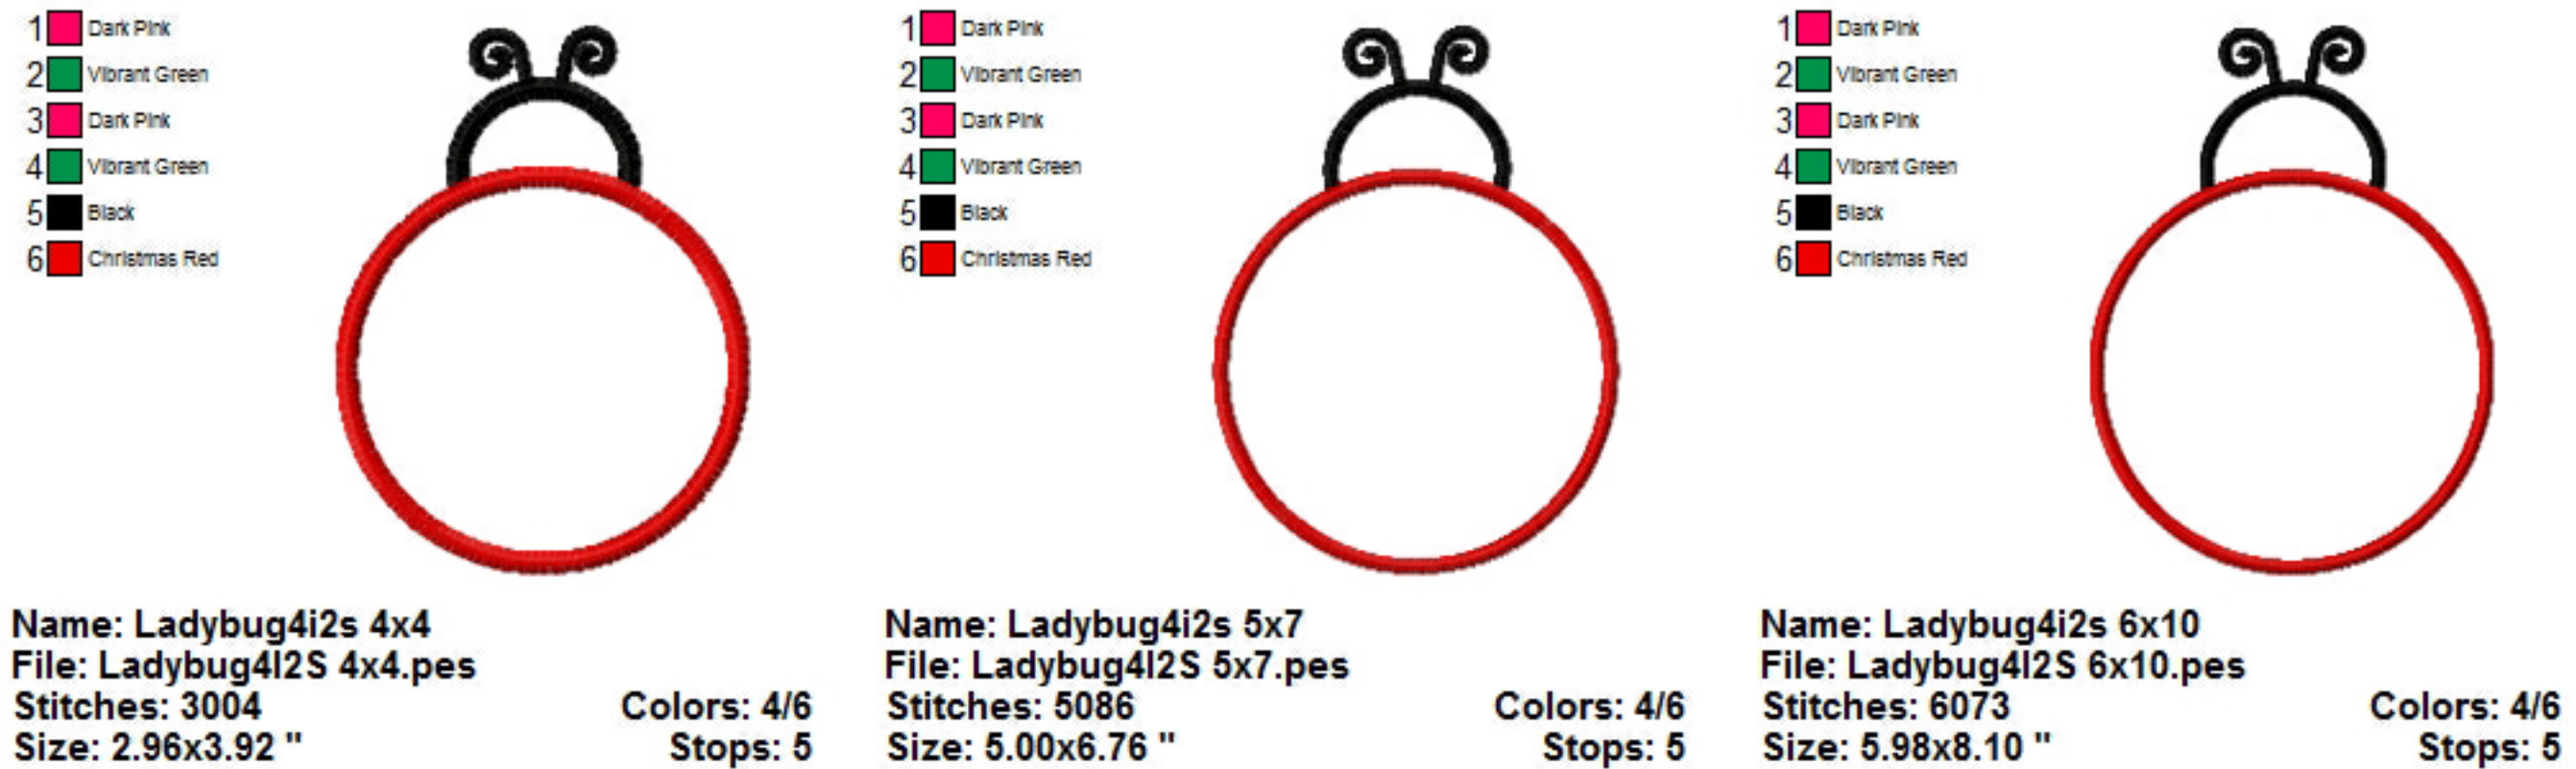 1 Dark Pink
2 Vibrant Green
3 Dark Pink
4 Vibrant Green
5 Black
6 Christmas Red
Name: Ladybug4i2s 4x4
File: Ladybug4I2S 4x4.pes
Stitches: 3004 Colors: 4/6
Size: 2.96x3.92 " Stops: 5
1 Dark Pink
2 Vibrant Green
3 Dark Pink
4 Vibrant Green
5 Black
6 Christmas Red
Name: Ladybug4i2s 5x7
File: Ladybug4I2S 5x7.pes
Stitches: 5086 Colors: 4/6
Size: 5.00x6.76 " Stops: 5
1 Dark Pink
2 Vibrant Green
3 Dark Pink
4 Vibrant Green
5 Black
6 Christmas Red
Name: Ladybug4i2s 6x10
File: Ladybug4I2S 6x10.pes
Stitches: 6073 Colors: 4/6
Size: 5.98x8.10 " Stops: 5